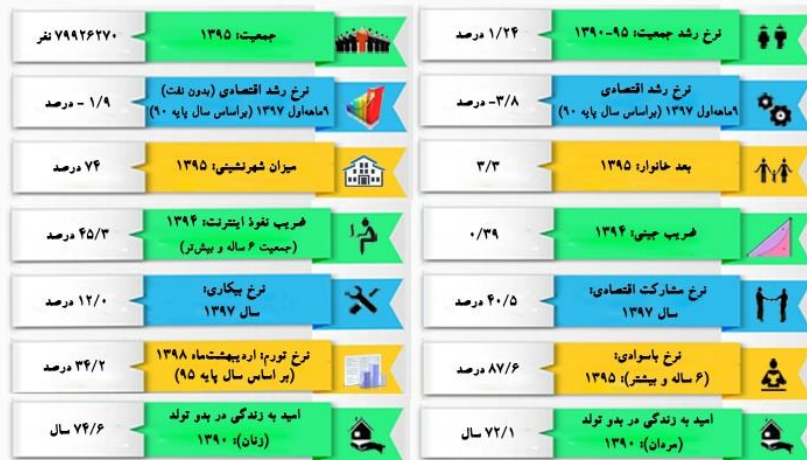 نرخ رشد جمعیت: ۹۵-۱۳۹۰
۱/۲۴ درصد
جمعیت: ۱۳۹۵
۷۹۹۲۶۲۷۰ نفر
نرخ رشد اقتصادی
۹ماهه‌اول ۱۳۹۷ (براساس سال پایه ۹۰)
۳/۸- درصد
نرخ رشد اقتصادی (بدون نفت)
۹ماهه‌اول ۱۳۹۷ (براساس سال پایه ۹۰)
۱/۹ - درصد
بعد خانوار: ۱۳۹۵
۳/۳
میزان شهرنشینی: ۱۳۹۵
۷۴ درصد
ضریب جینی: ۱۳۹۴
۰/۳۹
ضریب نفوذ اینترنت: ۱۳۹۴
(جمعیت ۶ ساله و بیش‌تر)
۴۵/۳ درصد
نرخ مشارکت اقتصادی:
سال ۱۳۹۷
۴۰/۵ درصد
نرخ بیکاری:
سال ۱۳۹۷
۱۲/۰ درصد
نرخ باسوادی:
(۶ ساله و بیشتر): ۱۳۹۵
۸۷/۶ درصد
نرخ تورم: اردیبهشت‌ماه ۱۳۹۸
(بر اساس سال پایه ۹۵)
۳۴/۲ درصد
امید به زندگی در بدو تولد
(مردان): ۱۳۹۰
۷۲/۱ سال
امید به زندگی در بدو تولد
(زنان): ۱۳۹۰
۷۴/۶ سال